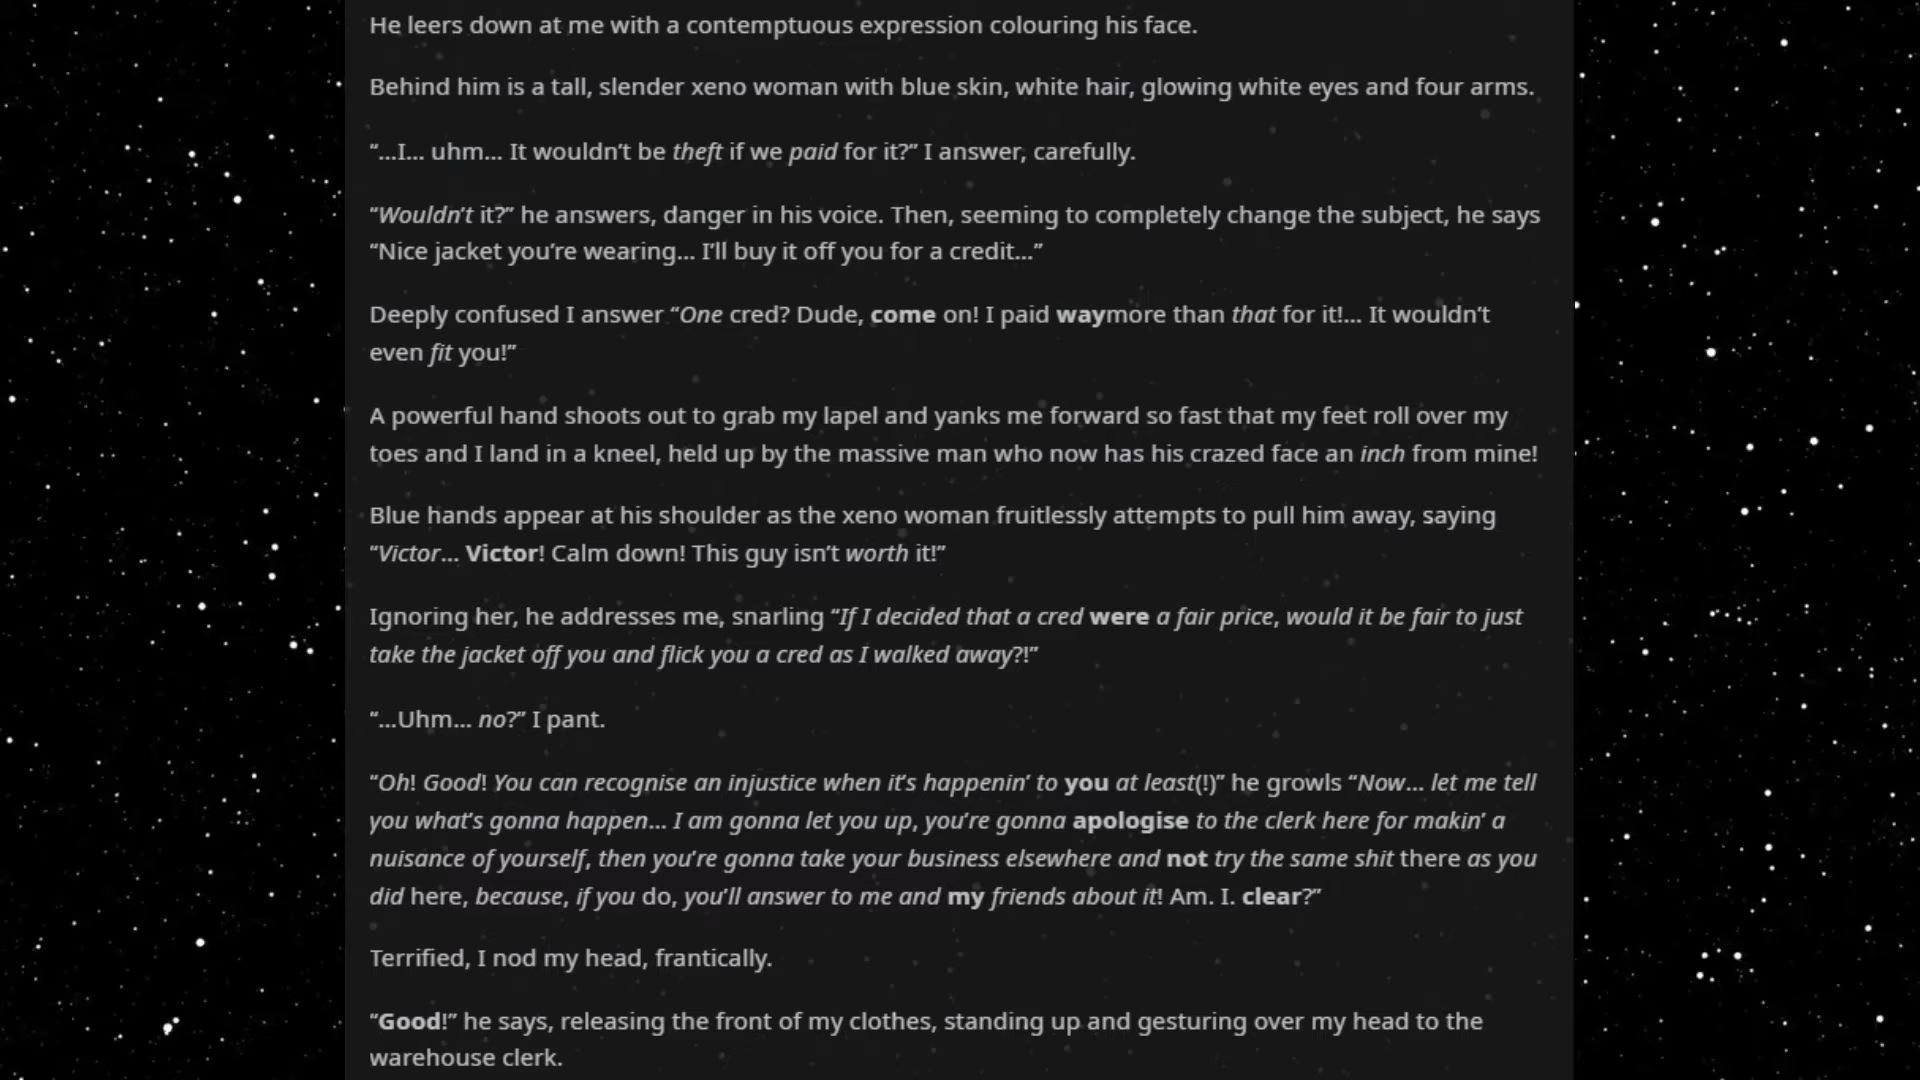 He leers down at me with a contemptuous expression colouring his face.
Behind him is a tall, slender xeno woman with blue skin, white hair, glowing white eyes and four arms.
“...I... uhm... It wouldn’t be theft if we paid for it?” I answer, carefully.
“Wouldn’t it?” he answers, danger in his voice. Then, seeming to completely change the subject, he says
“Nice jacket you’re wearing... I’ll buy it off you for a credit...”
Deeply confused I answer “One cred? Dude, come on! I paid waymore than that for it!... It wouldn’t
even fit you!”
A powerful hand shoots out to grab my lapel and yanks me forward so fast that my feet roll over my
toes and I land in a kneel, held up by the massive man who now has his crazed face an inch from mine!
Blue hands appear at his shoulder as the xeno woman fruitlessly attempts to pull him away, saying
“Victor... Victor! Calm down! This guy isn’t worth it!”
Ignoring her, he addresses me, snarling “If I decided that a cred were a fair price, would it be fair to just
take the jacket off you and flick you a cred as I walked away?!”
“...Uhm... no?” I pant.
“Oh! Good! You can recognise an injustice when it’s happenin’ to you at least(!)” he growls “Now... let me tell
you what’s gonna happen... I am gonna let you up, you’re gonna apologise to the clerk here for makin’ a
nuisance of yourself, then you’re gonna take your business elsewhere and not try the same shit there as you
did here, because, if you do, you’ll answer to me and my friends about it! Am. I. clear?”
Terrified, I nod my head, frantically.
“Good!” he says, releasing the front of my clothes, standing up and gesturing over my head to the
warehouse clerk.